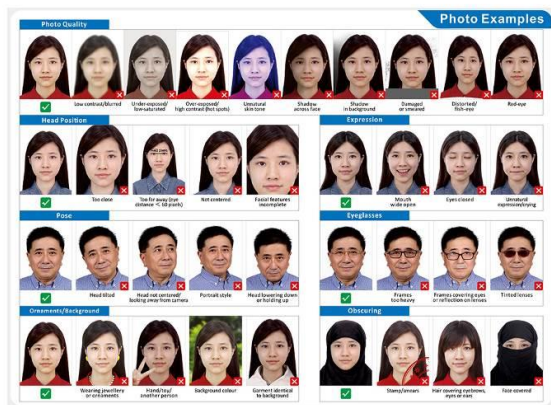 Photo Examples
Photo Quality
Low contrast/blurred
Under-exposed/
low-saturated
Over-exposed/
high contrast (hot spots)
Unnatural
skin tone
Shadow
across face
Shadow
in background
Damaged
or unwared
Distorted/
fish-eye
Red-eye
Head Position
Too close
Too far away (eye
distance < 60 pixels)
Not centered
Facial features
incomplete
Expression
Mouth
wide open
Eyes closed
Unnatural
expression/crying
Pose
Head tilted
Head not centered/
looking away from camera
Portrait style
Head lowering down
or holding up
Eyeglasses
Frames
too heavy
Frames covering eyes
or reflection on lenses
Tinted lenses
Ornaments/Background
Wearing jewellery
or ornaments
Hand/toy/
another person
Background colour
Garment identical
to background
Obscuring
Stamp/smears
Hair covering eyebrows,
eyes or ears
Face covered